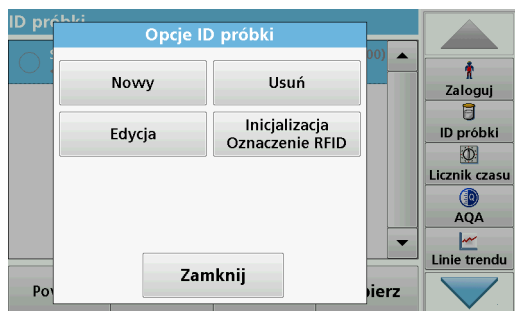 ID próbki
Opcje ID próbki
00)
Nowy
Usuń
Edycja
Inicjalizacja
Oznaczenie RFID
Zamknij
Zaloguj
ID próbki
Licznik czasu
AQA
Linie trendu